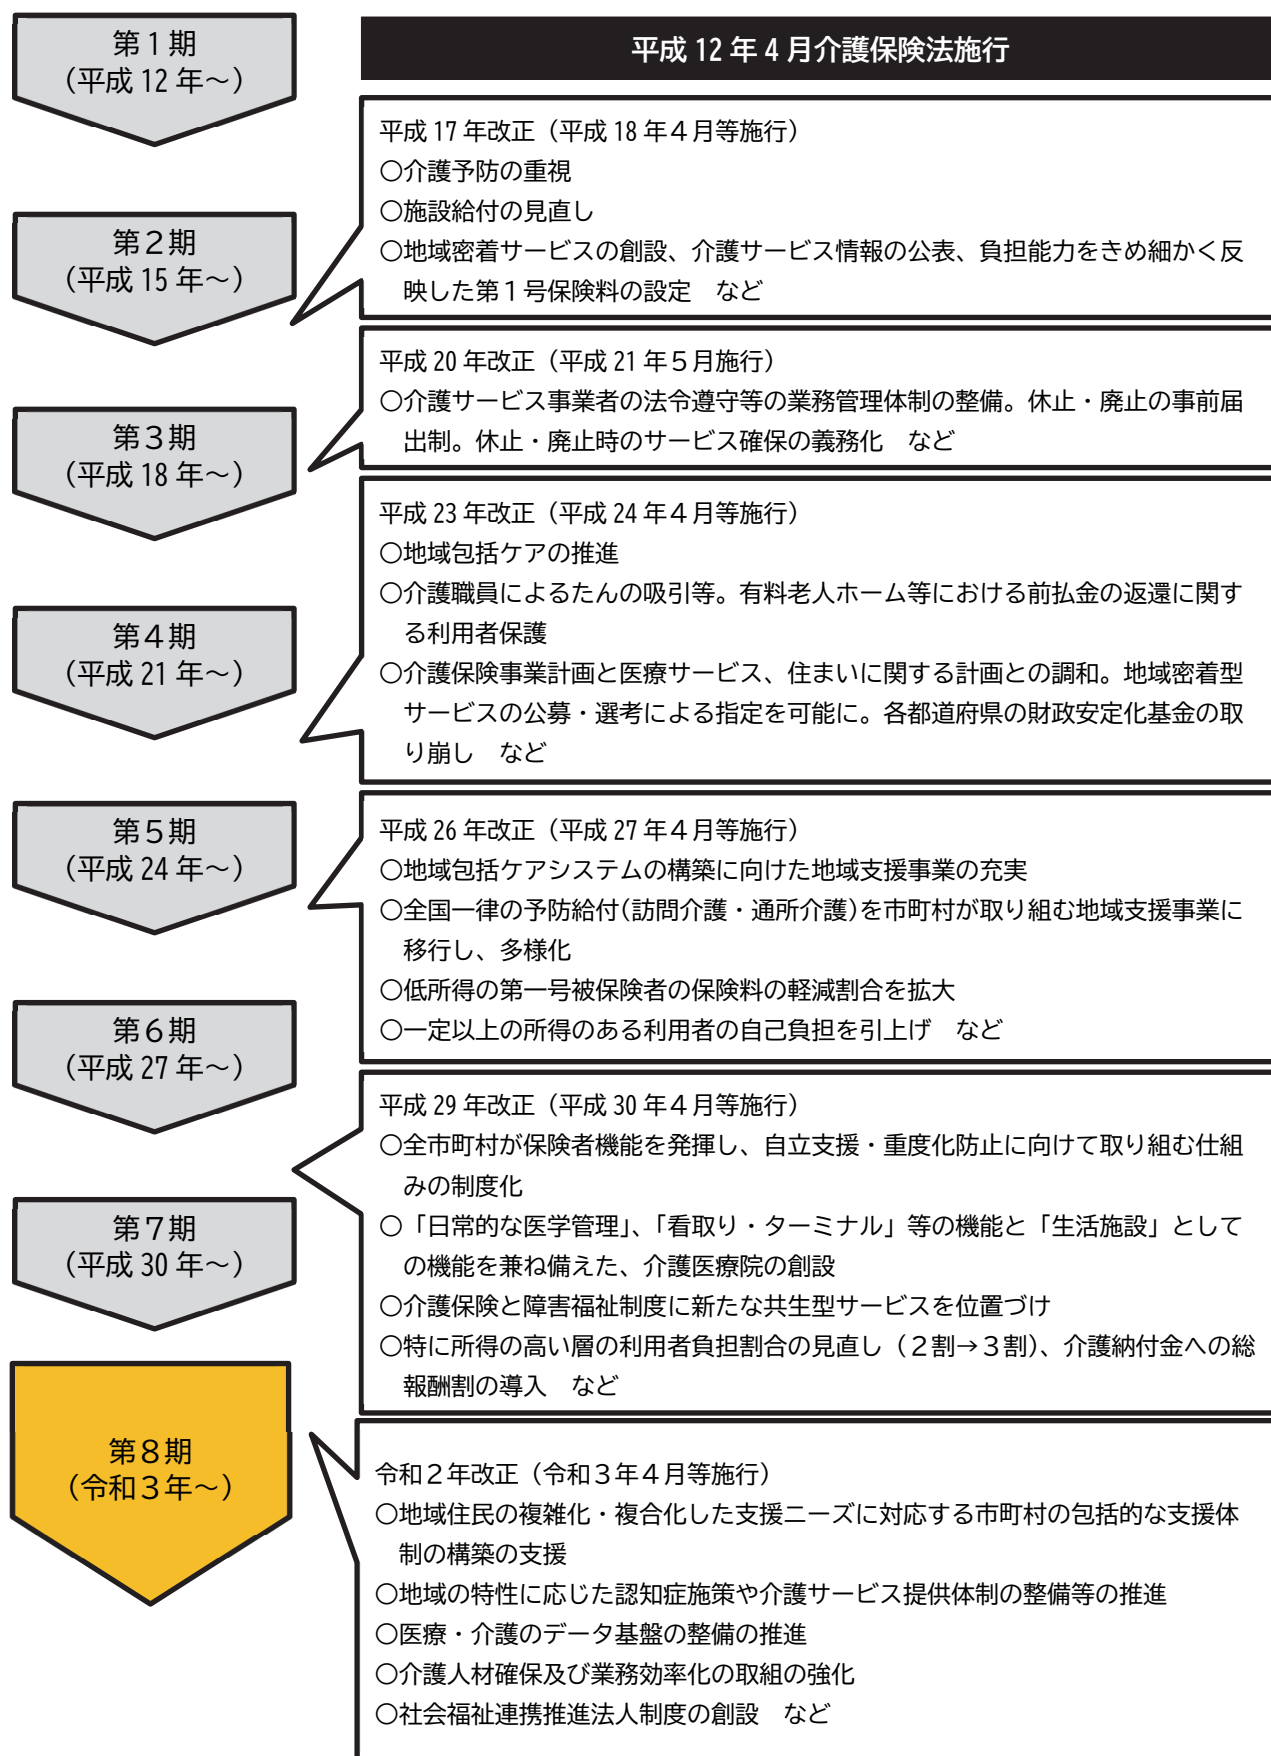 第1期
（平成 12 年～）
平成 12 年 4 月介護保険法施行
平成 17 年改正（平成 18 年４月等施行）
○介護予防の重視
○施設給付の見直し
○地域密着サービスの創設、介護サービス情報の公表、負担能力をきめ細かく反
映した第１号保険料の設定　など
第２期
（平成 15 年～）
平成 20 年改正（平成 21 年５月施行）
○介護サービス事業者の法令遵守等の業務管理体制の整備。休止・廃止の事前届
出制。休止・廃止時のサービス確保の義務化　など
第３期
（平成 18 年～）
平成 23 年改正（平成 24 年４月等施行）
○地域包括ケアの推進
○介護職員によるたんの吸引等。有料老人ホーム等における前払金の返還に関す
る利用者保護
○介護保険事業計画と医療サービス、住まいに関する計画との調和。地域密着型
サービスの公募・選考による指定を可能に。各都道府県の財政安定化基金の取
り崩し　など
第４期
（平成 21 年～）
第５期
（平成 24 年～）
平成 26 年改正（平成 27 年４月等施行）
○地域包括ケアシステムの構築に向けた地域支援事業の充実
○全国一律の予防給付(訪問介護・通所介護)を市町村が取り組む地域支援事業に
移行し、多様化
○低所得の第一号被保険者の保険料の軽減割合を拡大
○一定以上の所得のある利用者の自己負担を引上げ　など
第６期
（平成 27 年～）
平成 29 年改正（平成 30 年４月等施行）
○全市町村が保険者機能を発揮し、自立支援・重度化防止に向けて取り組む仕組
みの制度化
○「日常的な医学管理」、「看取り・ターミナル」等の機能と「生活施設」として
の機能を兼ね備えた、介護医療院の創設
○介護保険と障害福祉制度に新たな共生型サービスを位置づけ
○特に所得の高い層の利用者負担割合の見直し（２割→３割）、介護納付金への総
報酬割の導入　など
第７期
（平成 30 年～）
第８期
（令和３年～）
令和２年改正（令和３年４月等施行）
○地域住民の複雑化・複合化した支援ニーズに対応する市町村の包括的な支援体
制の構築の支援
○地域の特性に応じた認知症施策や介護サービス提供体制の整備等の推進
○医療・介護のデータ基盤の整備の推進
○介護人材確保及び業務効率化の取組の強化
○社会福祉連携推進法人制度の創設　など